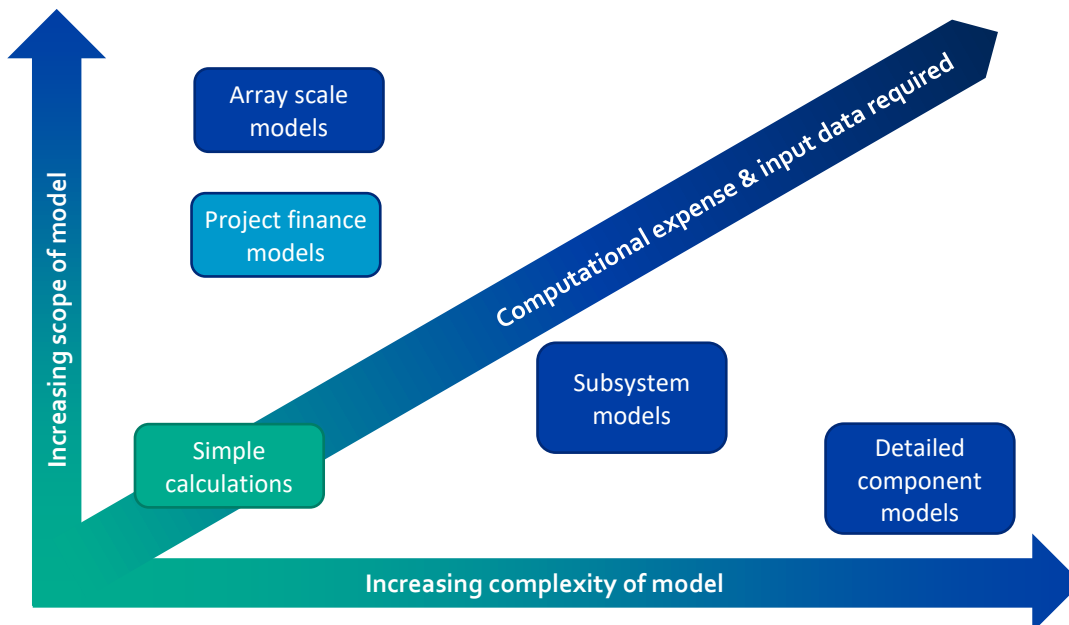 Array scale
models
Project finance
models
Computational expense & input data required
Increasing scope of model
Subsystem
models
Simple
calculations
Detailed
component
models
Increasing complexity of model